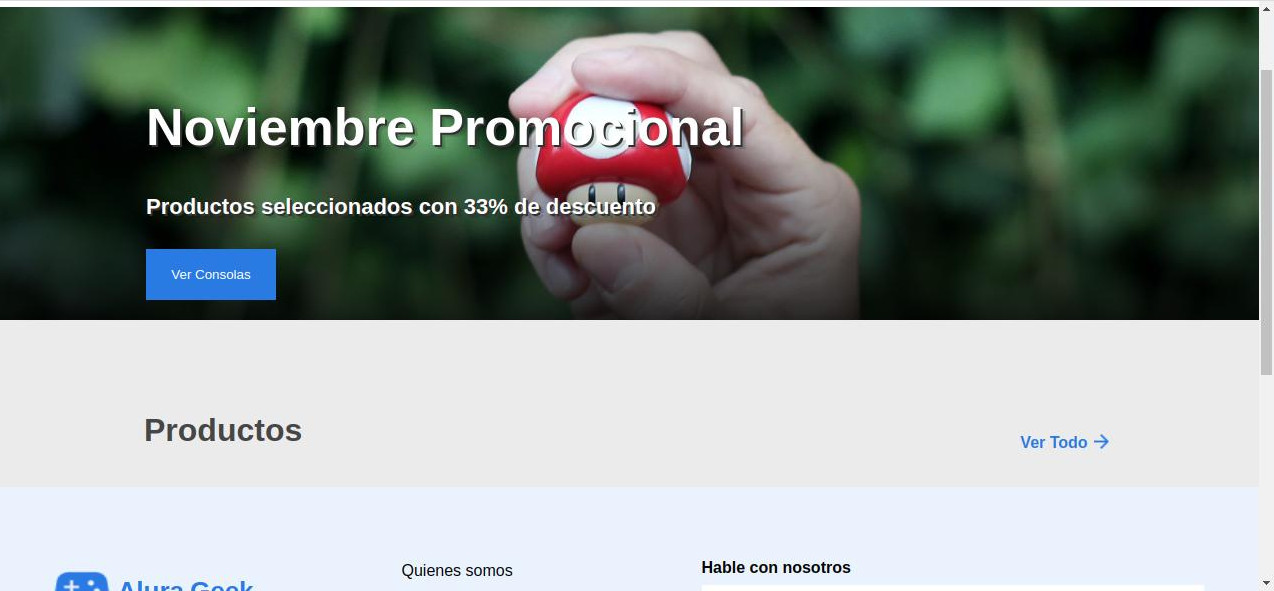 Noviembre Promocional
Productos seleccionados con 33% de descuento
Ver Consolas
Productos
Ver Todo
Alura Geek
Quienes somos
Hable con nosotros